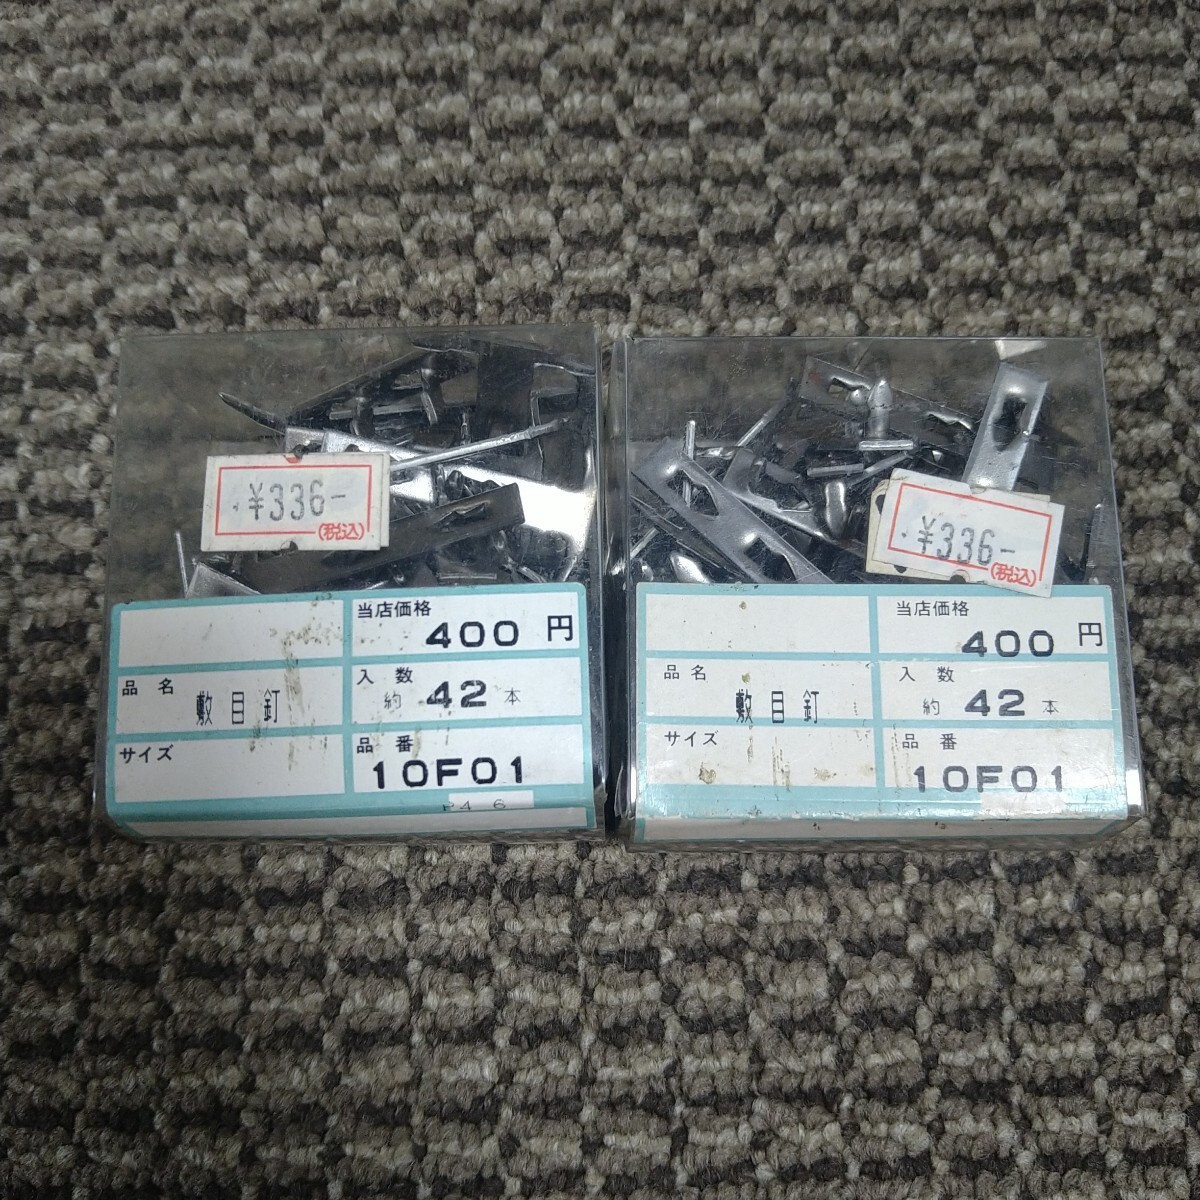 ¥336-
(税込)
当店価格
400 円
品名
敷目釘
入数
約 42 本
サイズ
品番
10F01
P4 6
¥336-
(税込)
当店価格
400 円
品名
敷目釘
入数
約 42 本
サイズ
品番
10F01